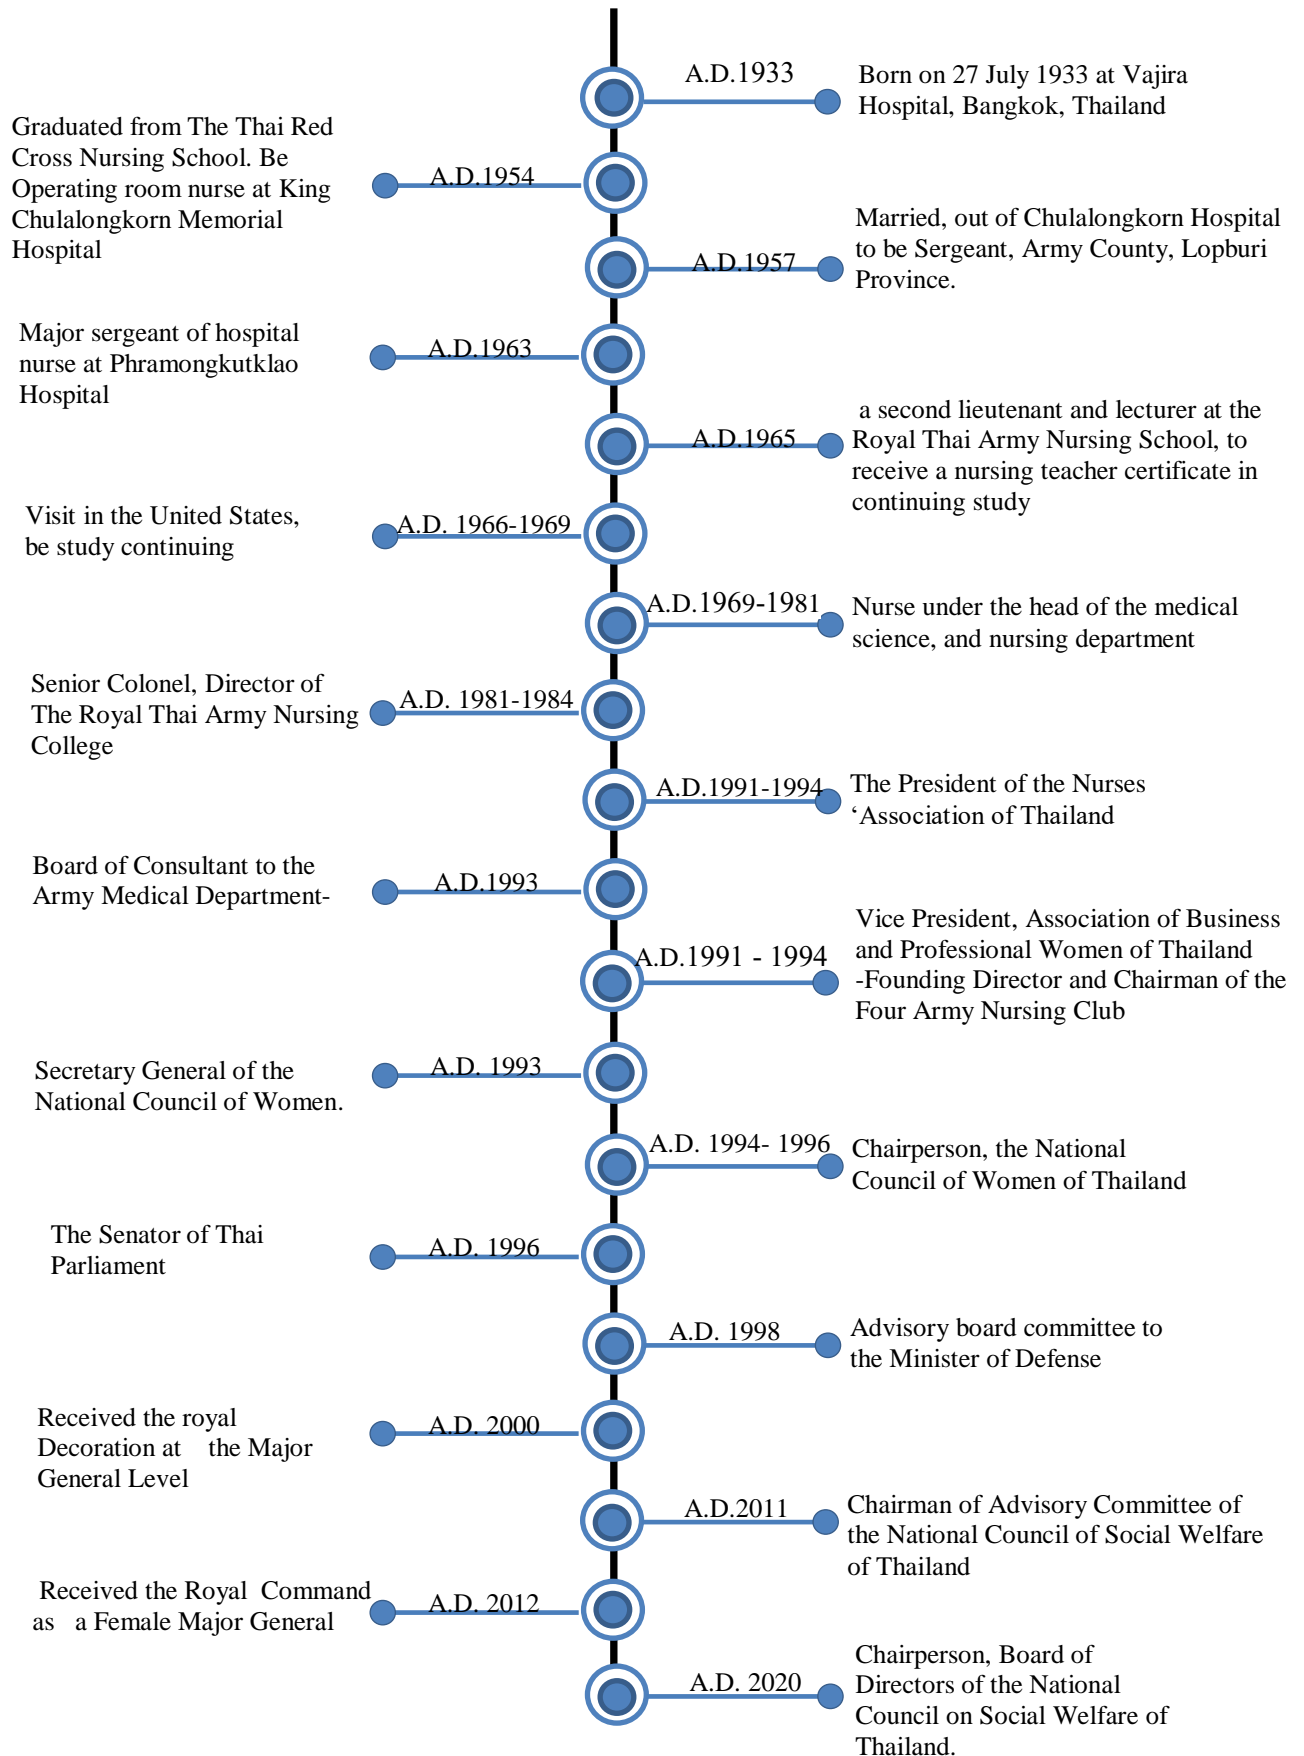 A.D.1933
Born on 27 July 1933 at Vajira
Hospital, Bangkok, Thailand
Graduated from The Thai Red
Cross Nursing School. Be
Operating room nurse at King
Chulalongkorn Memorial
Hospital
A.D.1954
Married, out of Chulalongkorn Hospital
to be Sergeant, Army County, Lopburi
Province.
A.D.1957
Major sergeant of hospital
nurse at Phramongkutklao
Hospital
A.D.1963
a second lieutenant and lecturer at the
Royal Thai Army Nursing School, to
receive a nursing teacher certificate in
continuing study
A.D.1965
Visit in the United States,
be study continuing
A.D. 1966-1969
A.D.1969-1981
Nurse under the head of the medical
science, and nursing department
Senior Colonel, Director of
The Royal Thai Army Nursing
College
A.D. 1981-1984
A.D.1991-1994
The President of the Nurses
‘Association of Thailand
Board of Consultant to the
Army Medical Department-
A.D.1993
Vice President, Association of Business
and Professional Women of Thailand
-Founding Director and Chairman of the
Four Army Nursing Club
A.D.1991 - 1994
Secretary General of the
National Council of Women.
A.D. 1993
A.D. 1994- 1996
Chairperson, the National
Council of Women of Thailand
The Senator of Thai
Parliament
A.D. 1996
A.D. 1998
Advisory board committee to
the Minister of Defense
Received the royal
Decoration at the Major
General Level
A.D. 2000
A.D.2011
Chairman of Advisory Committee of
the National Council of Social Welfare
of Thailand
Received the Royal Command
as a Female Major General
A.D. 2012
A.D. 2020
Chairperson, Board of
Directors of the National
Council on Social Welfare of
Thailand.